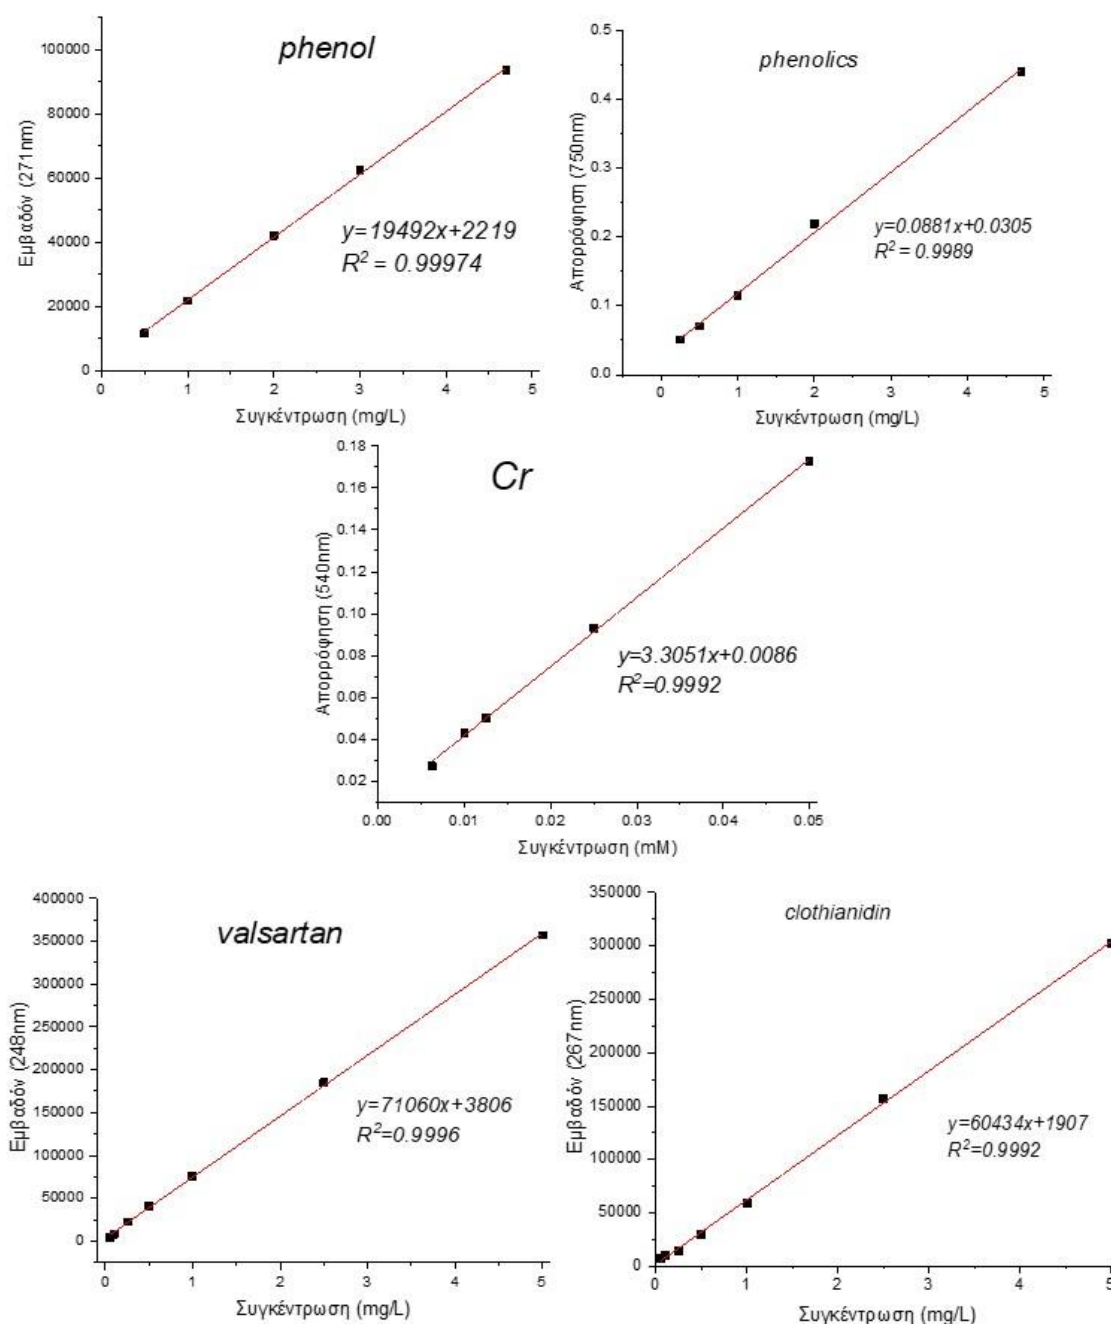 phenol
Εμβαδόν (271nm)
100000
80000
60000
40000
20000
0
y=19492x+2219
R² = 0.99974
0 1 2 3 4 5
Συγκέντρωση (mg/L)
phenolics
Απορρόφηση (750nm)
0.5
0.4
0.3
0.2
0.1
0.0
y=0.0881x+0.0305
R² = 0.9989
0 1 2 3 4 5
Συγκέντρωση (mg/L)
Cr
Απορρόφηση (540nm)
0.18
0.16
0.14
0.12
0.10
0.08
0.06
0.04
0.02
y=3.3051x+0.0086
R²=0.9992
0.00 0.01 0.02 0.03 0.04 0.05
Συγκέντρωση (mM)
valsartan
Εμβαδόν (248nm)
400000
350000
300000
250000
200000
150000
100000
50000
0
y=71060x+3806
R²=0.9996
0 1 2 3 4 5
Συγκέντρωση (mg/L)
clothianidin
Εμβαδόν (267nm)
350000
300000
250000
200000
150000
100000
50000
0
y=60434x+1907
R²=0.9992
0 1 2 3 4 5
Συγκέντρωση (mg/L)